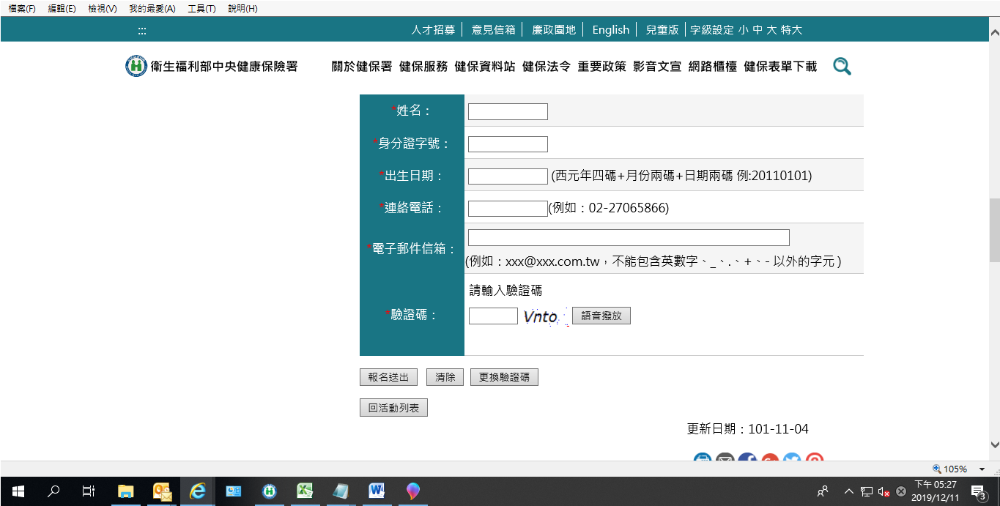 檔案(F) 編輯(E) 檢視(V) 我的最愛(A) 工具(T) 說明(H)
::: 人才招募 意見信箱 廉政園地 English 兒童版 字級設定 小 中 大 特大
衛生福利部中央健康保險署 關於健保署 健保服務 健保資料站 健保法令 重要政策 影音文宣 網路櫃檯 健保表單下載
*姓名：
*身分證字號：
*出生日期： (西元年四碼+月份兩碼+日期兩碼 例:20110101)
*連絡電話： (例如：02-27065866)
*電子郵件信箱：
(例如：xxx@xxx.com.tw，不能包含英數字、_、.、+、- 以外的字元 )
請輸入驗證碼
*驗證碼： Vnto 語音撥放
報名送出 清除 更換驗證碼
回活動列表
更新日期：101-11-04
105%
下午 05:27
2019/12/11
3